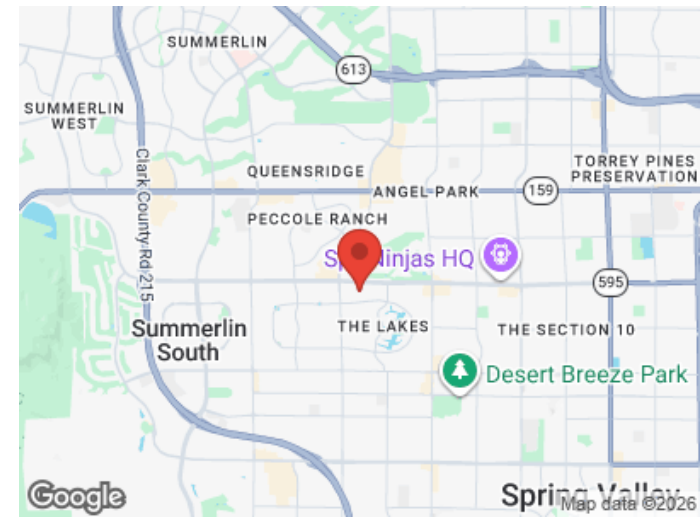 SUMMERLIN
613
SUMMERLIN
WEST
Clark County Rd 215
QUEENSRIDGE
TORREY PINES
PRESERVATION
ANGEL PARK
159
PECCOLE RANCH
Ninjas HQ
595
Summerlin
South
THE LAKES
THE SECTION 10
Desert Breeze Park
Spring Valley
Google
Map data ©2026